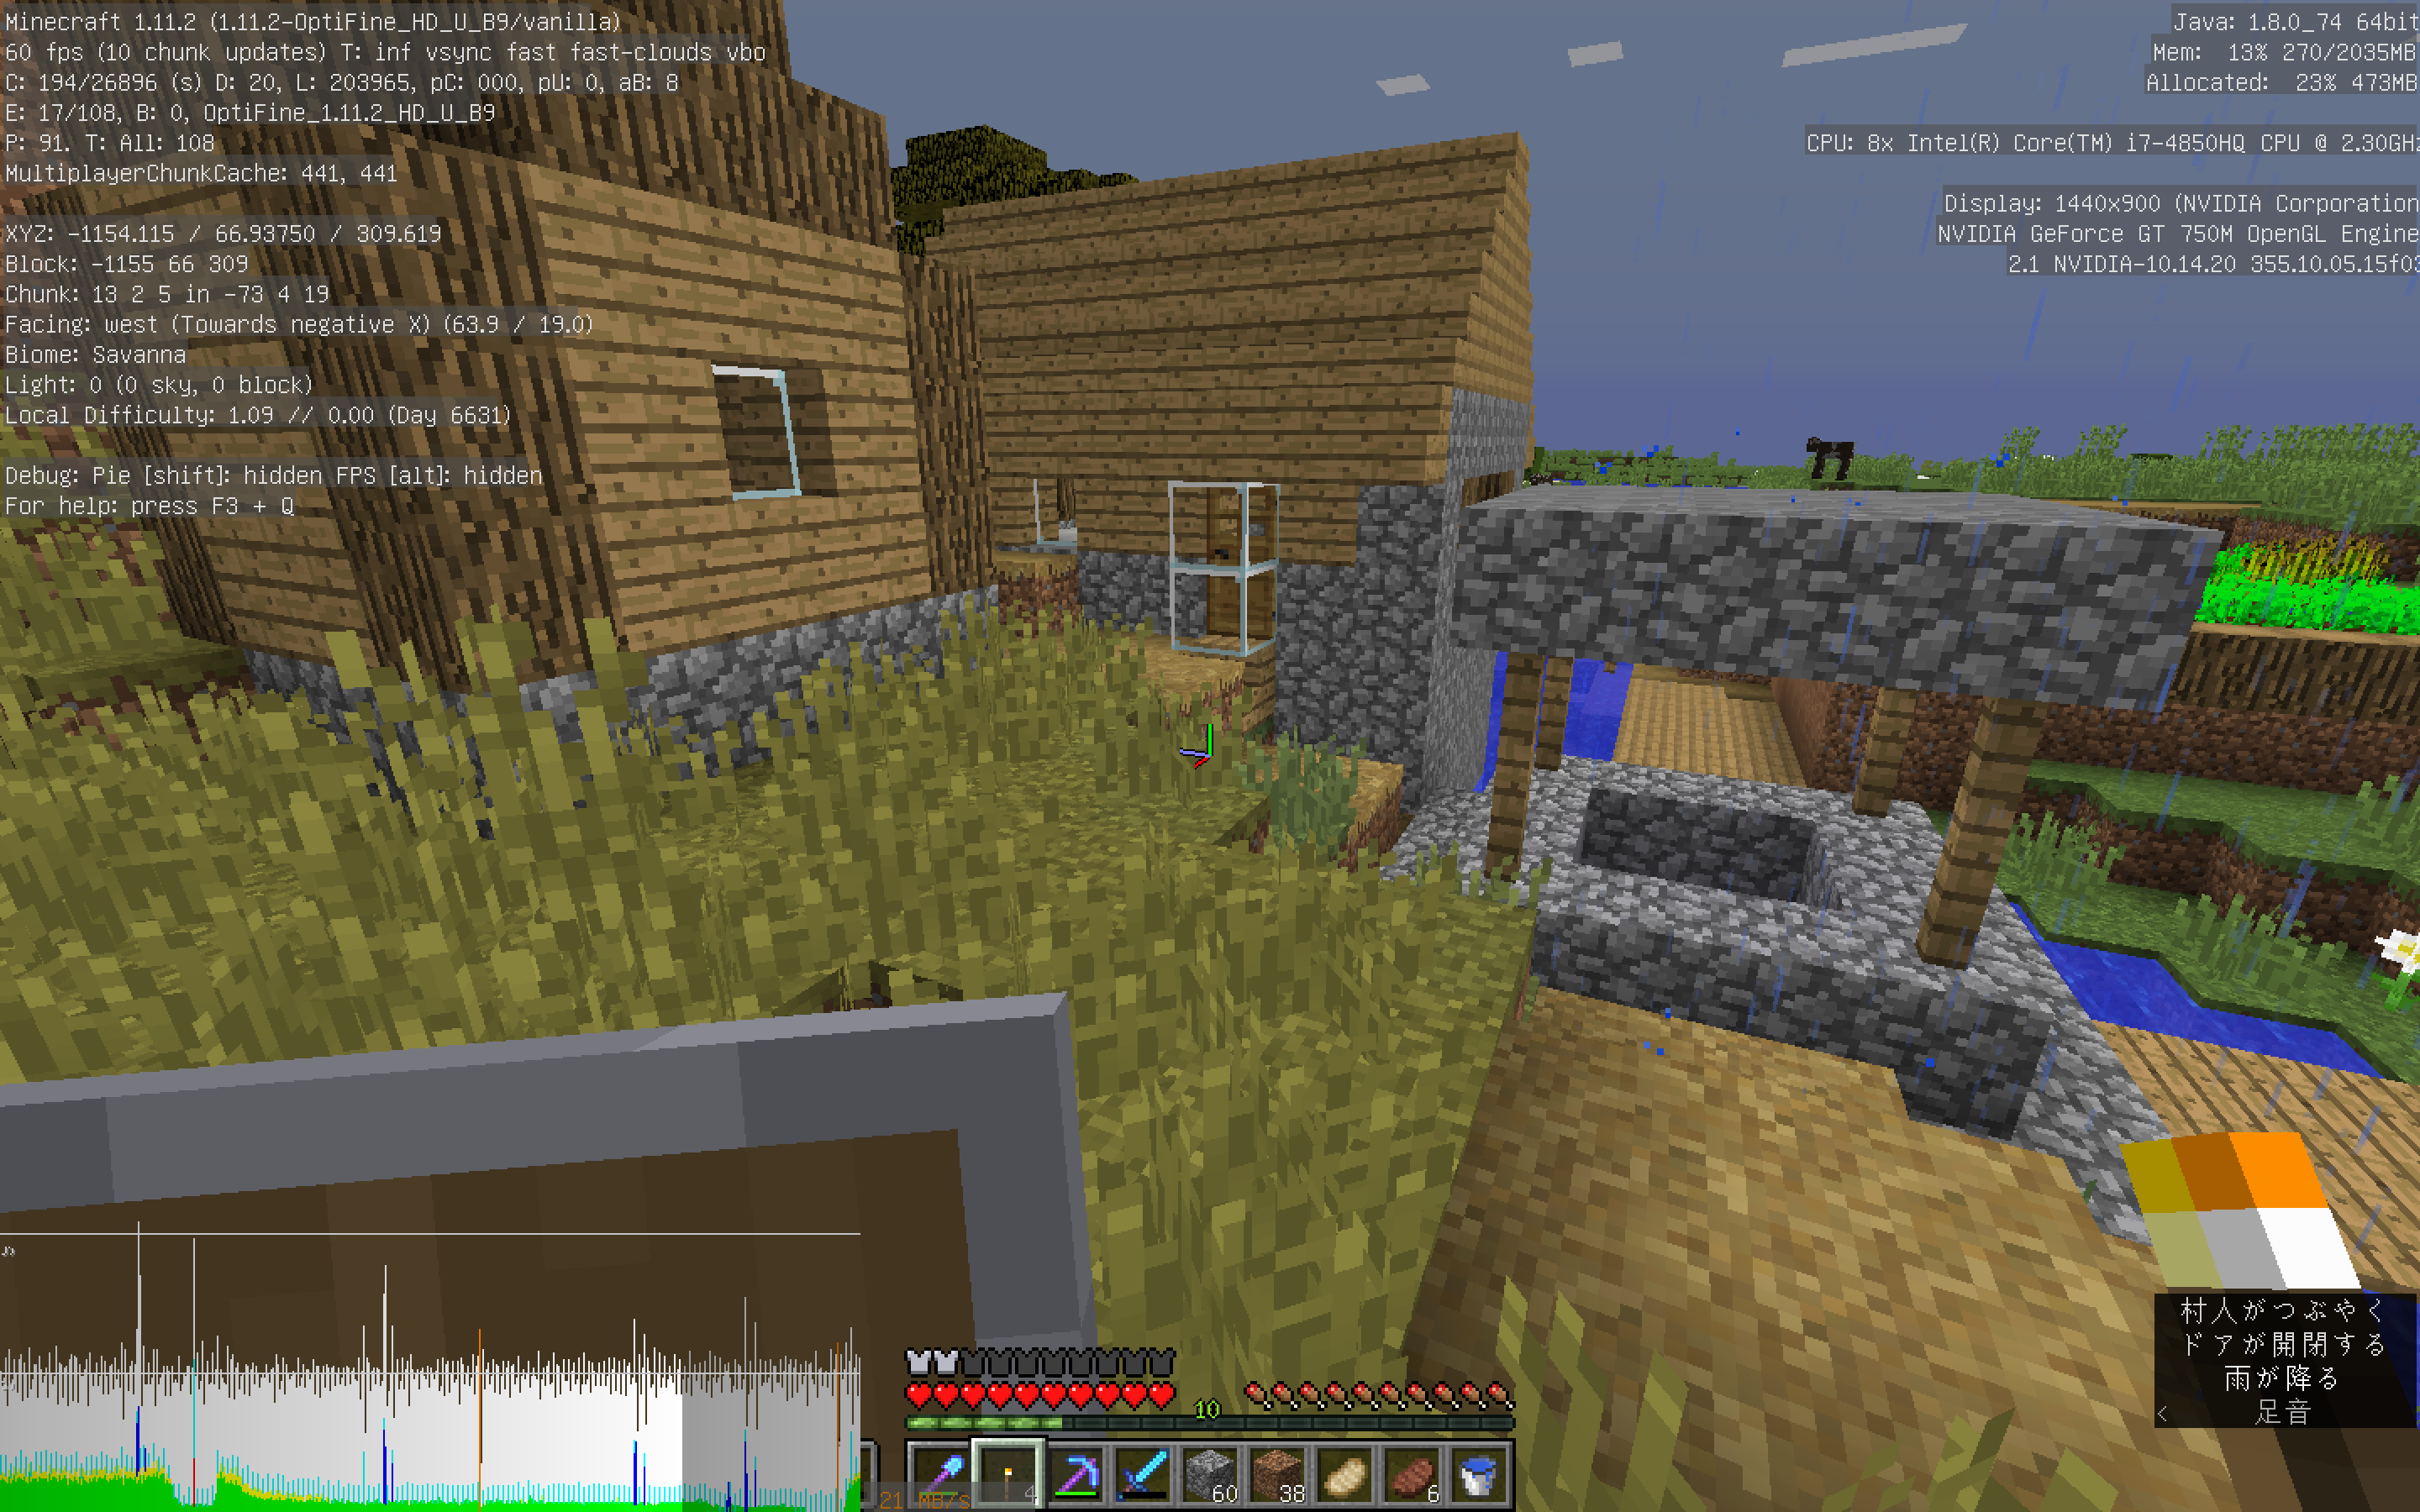 Minecraft 1.11.2 (1.11.2-OptiFine_HD_U_B9/vanilla)
60 fps (10 chunk updates) T: inf vsync fast fast-clouds vbo
C: 194/26896 (s) D: 20, L: 203965, pC: 000, pU: 0, aB: 8
E: 17/108, B: 0, OptiFine_1.11.2_HD_U_B9
P: 91. T: All: 108
MultiplayerChunkCache: 441, 441
XYZ: -1154.115 / 66.93750 / 309.619
Block: -1155 66 309
Chunk: 13 2 5 in -73 4 19
Facing: west (Towards negative X) (63.9 / 19.0)
Biome: Savanna
Light: 0 (0 sky, 0 block)
Local Difficulty: 1.09 // 0.00 (Day 6631)
Debug: Pie [shift]: hidden FPS [alt]: hidden
For help: press F3 + Q
Java: 1.8.0_74 64bit
Mem: 13% 270/2035MB
Allocated: 23% 473MB
CPU: 8x Intel(R) Core(TM) i7-4850HQ CPU @ 2.30GHz
Display: 1440x900 (NVIDIA Corporation
NVIDIA GeForce GT 750M OpenGL Engine
2.1 NVIDIA-10.14.20 355.10.05.15f03
村人がつぶやく
ドアが開閉する
雨が降る
< 足音
10
4 60 38 6
21 MB/s